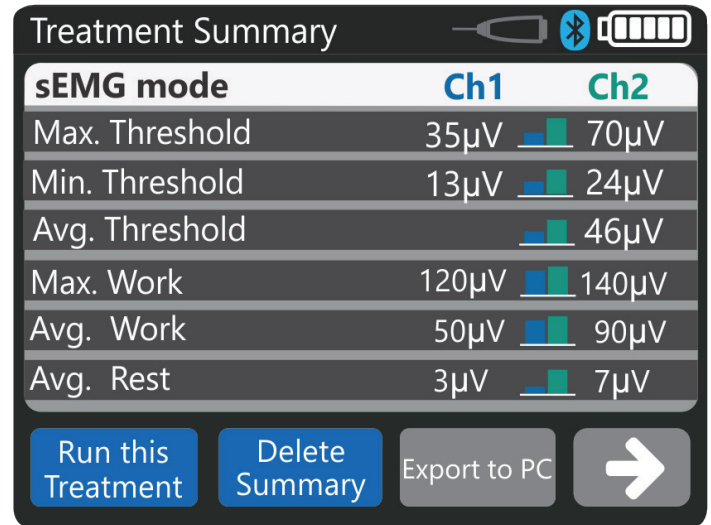 Treatment Summary
sEMG mode Ch1 Ch2
Max. Threshold 35µV 70µV
Min. Threshold 13µV 24µV
Avg. Threshold 46µV
Max. Work 120µV 140µV
Avg. Work 50µV 90µV
Avg. Rest 3µV 7µV
Run this
Treatment
Delete
Summary
Export to PC